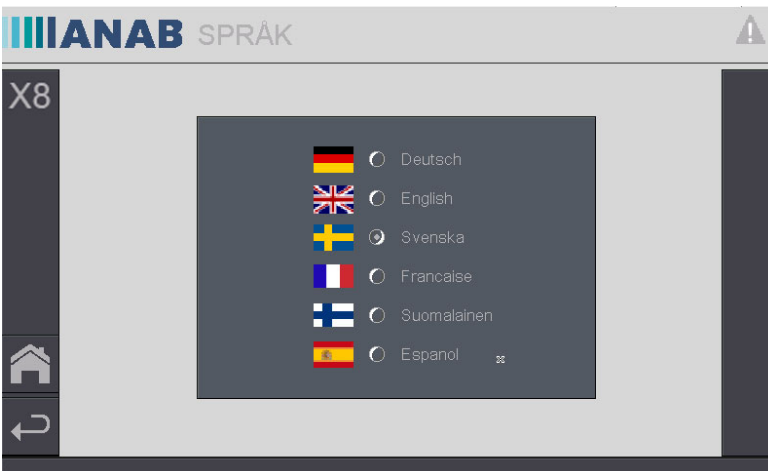 ANAB SPRÅK
X8
Deutsch
English
Svenska
Francaise
Suomalainen
Espanol